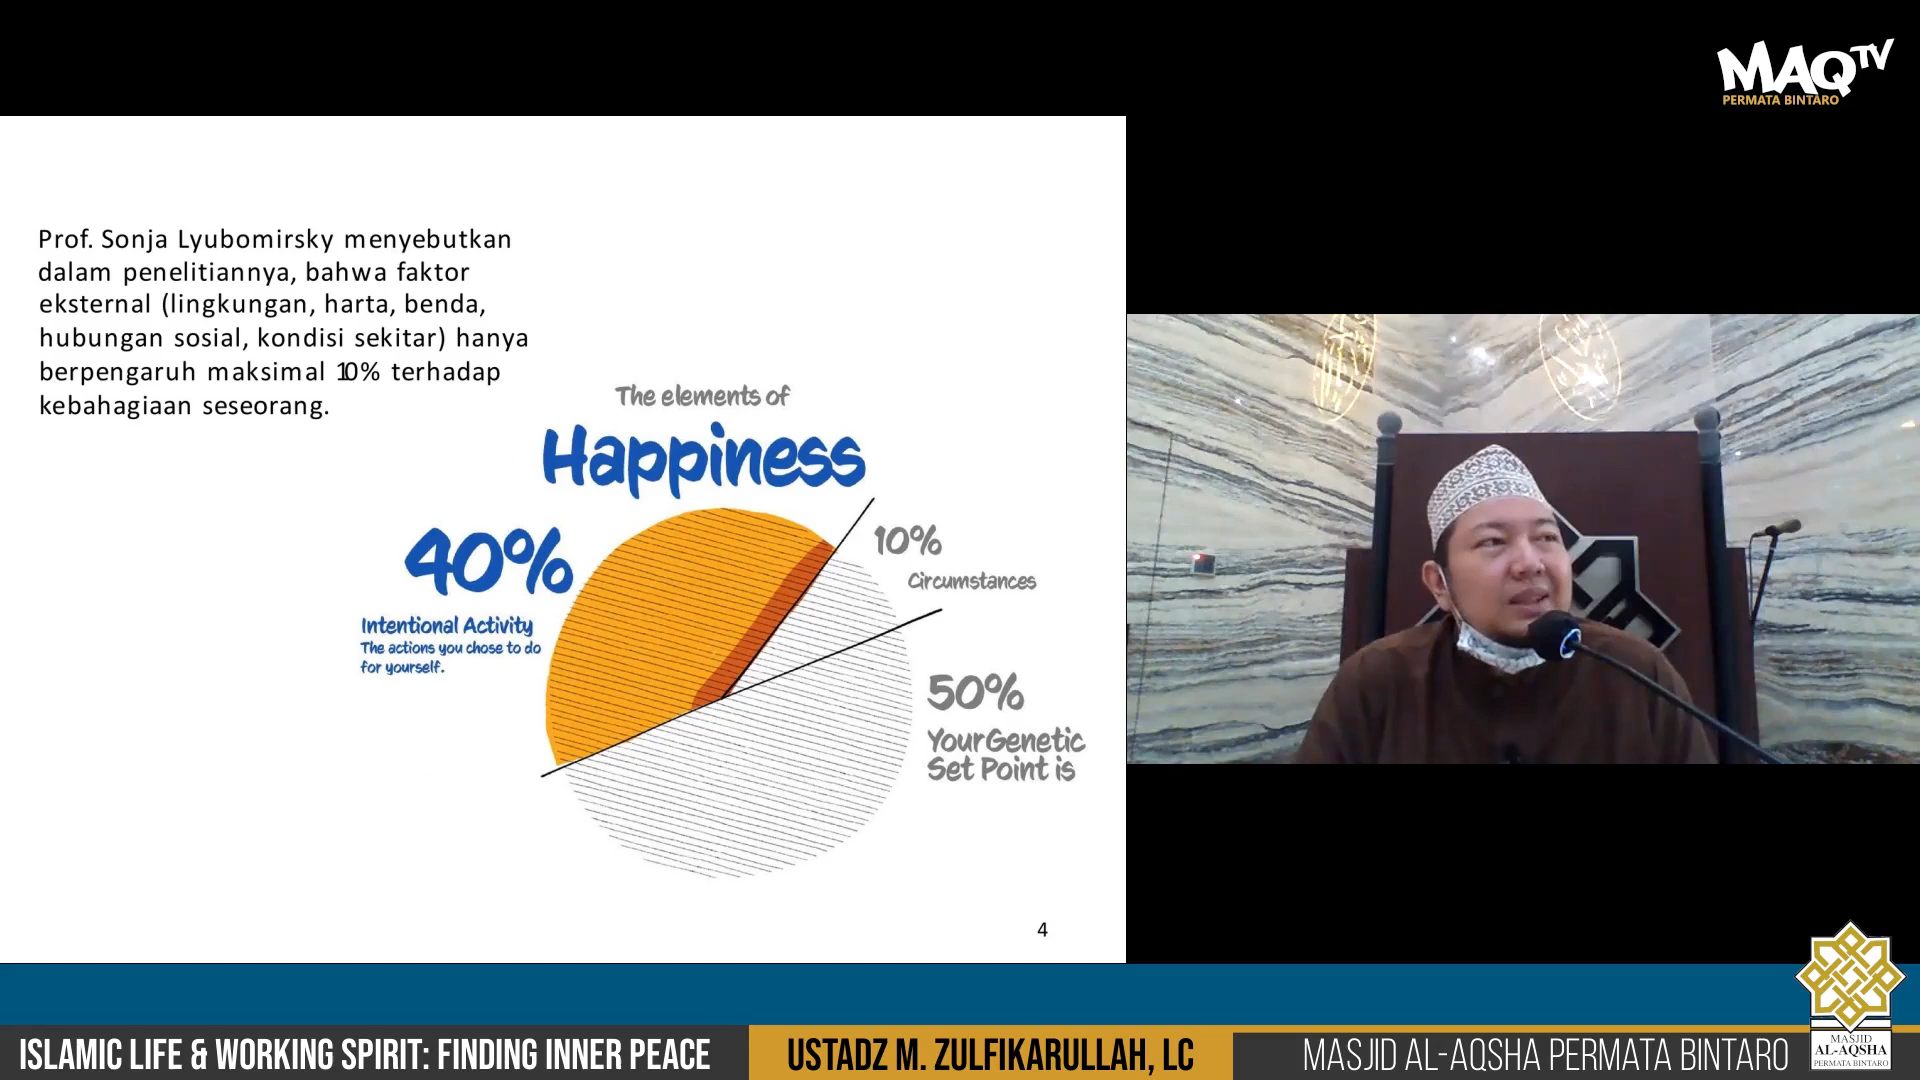 MAQTV
PERMATA BINTARO
Prof. Sonja Lyubomirsky menyebutkan
dalam penelitiannya, bahwa faktor
eksternal (lingkungan, harta, benda,
hubungan sosial, kondisi sekitar) hanya
berpengaruh maksimal 10% terhadap
kebahagiaan seseorang.
The elements of
Happiness
40%
Intentional Activity
The actions you chose to do
for yourself.
10%
Circumstances
50%
Your Genetic
Set Point is
4
ISLAMIC LIFE & WORKING SPIRIT: FINDING INNER PEACE
USTADZ M. ZULFIKARULLAH, LC
MASJID AL-AQSHA PERMATA BINTARO
MASJID
AL-AQSHA
PERMATA BINTARO